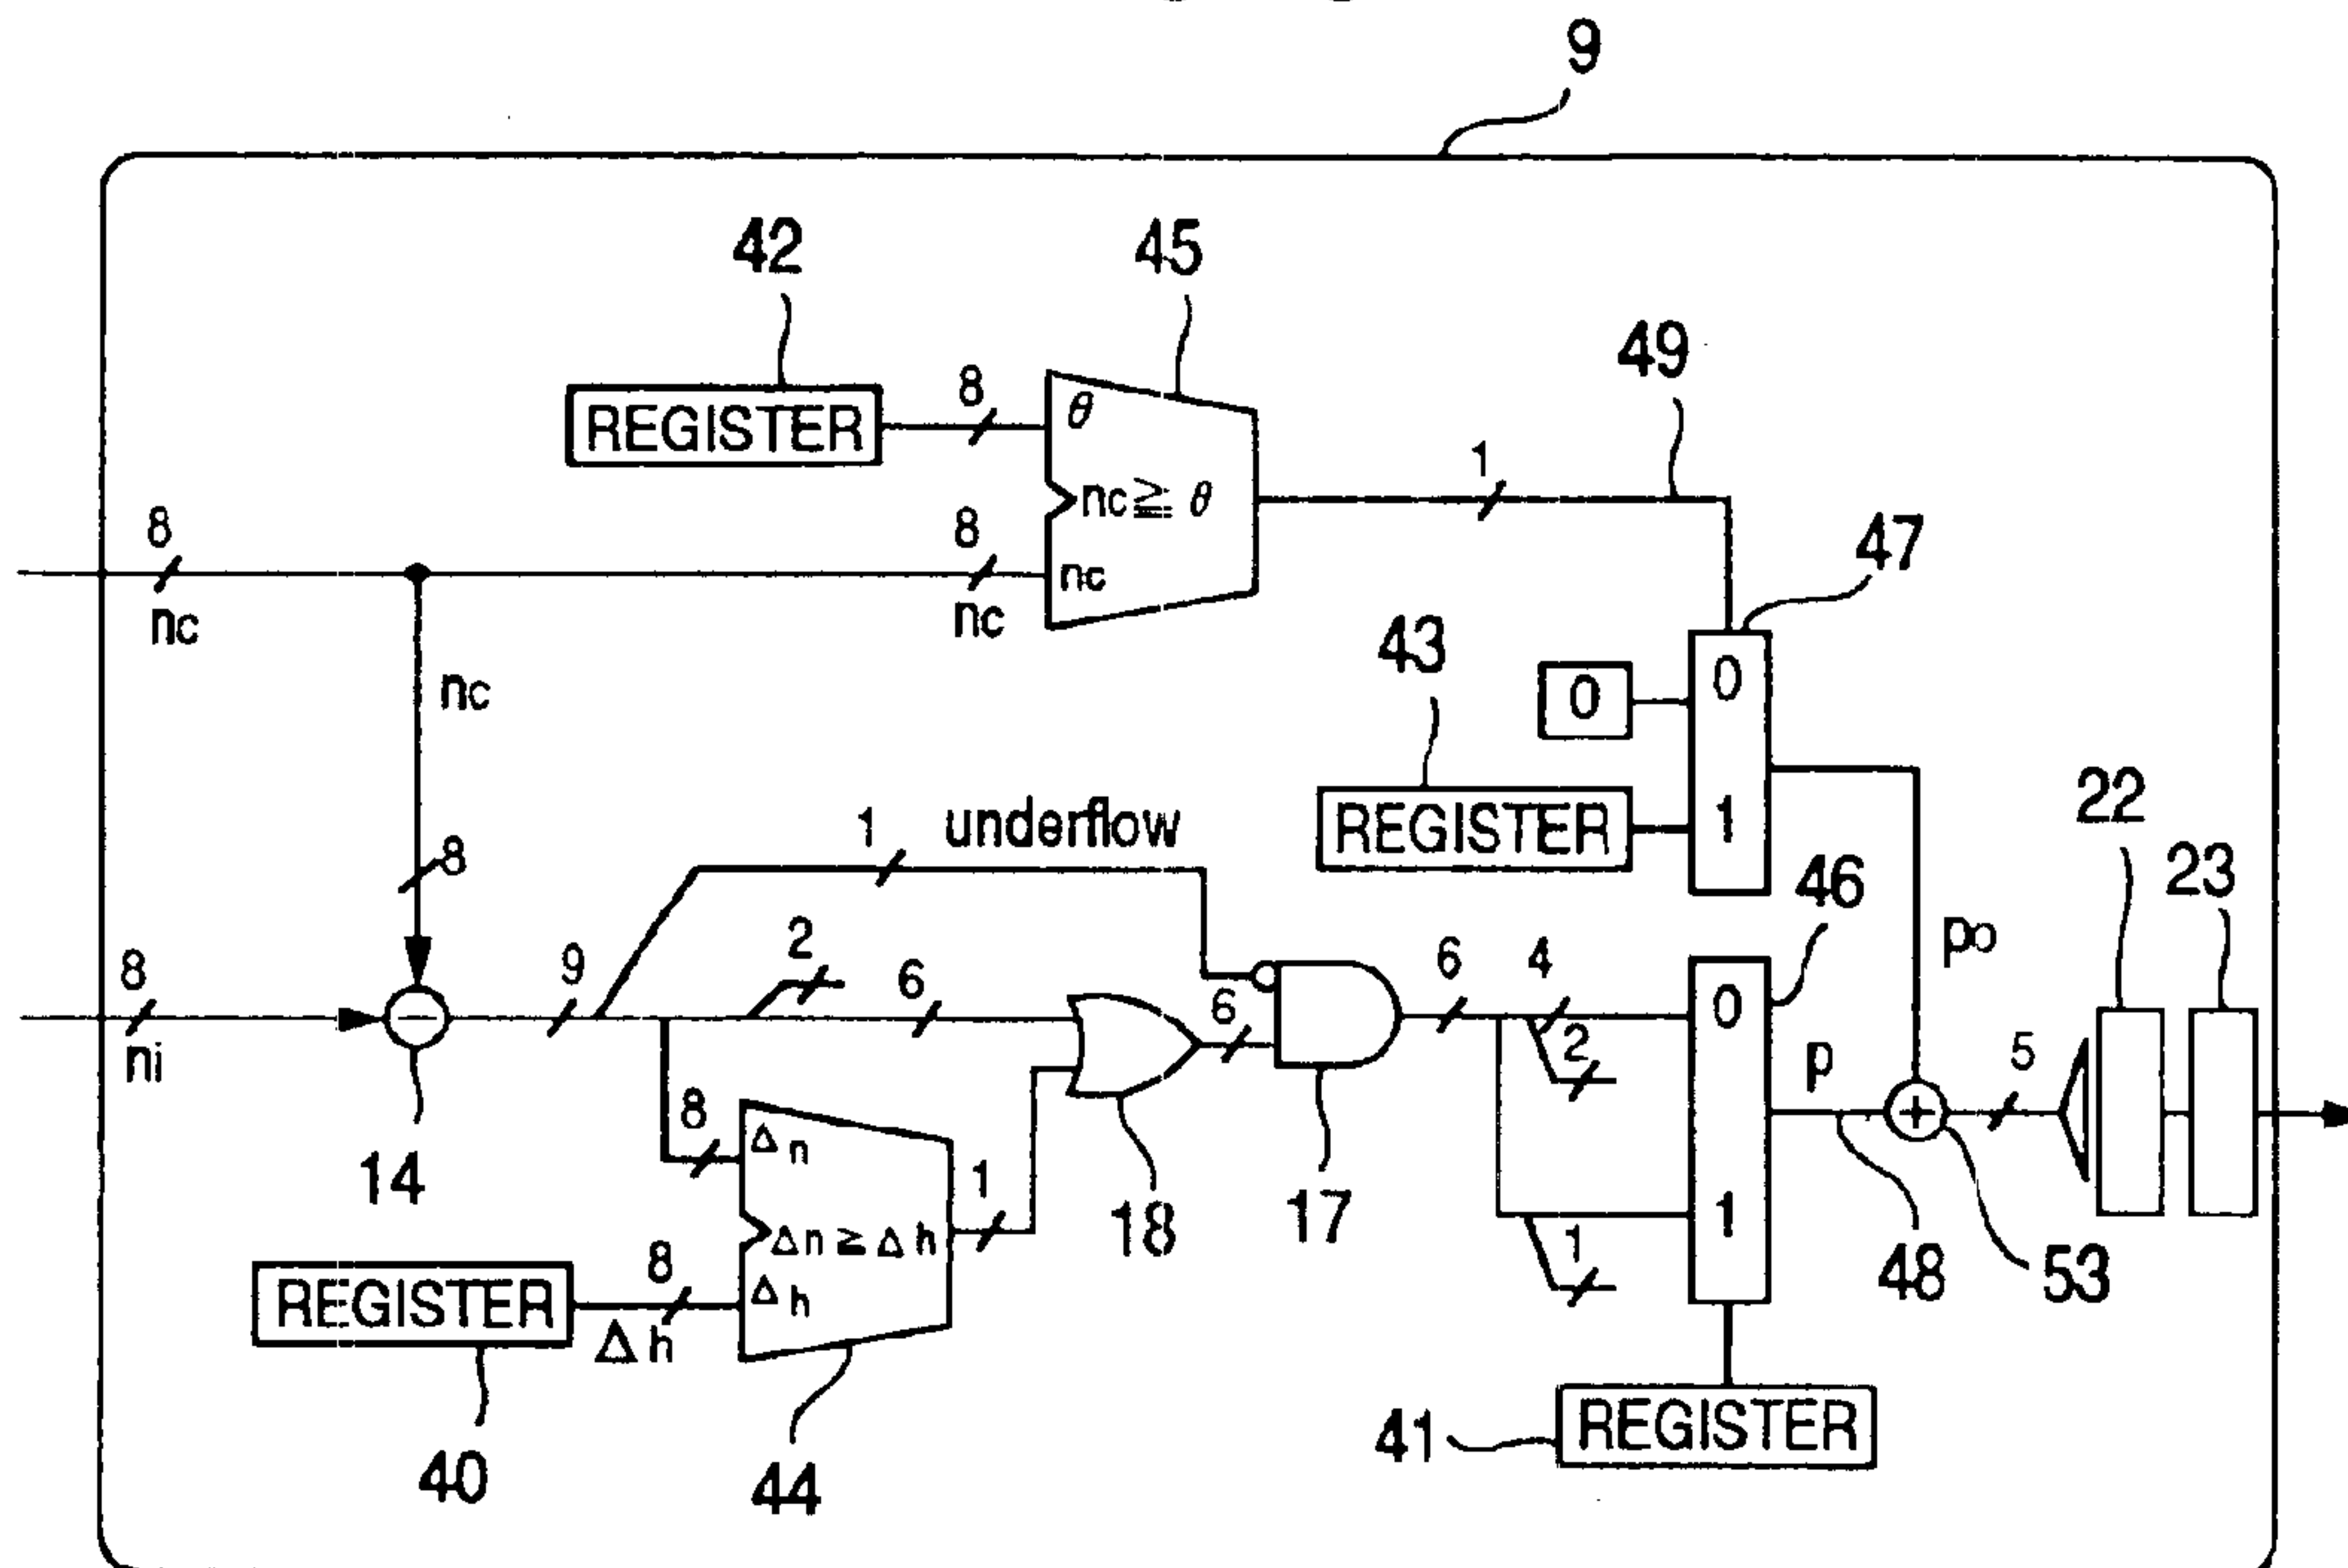 9
42
45
49
REGISTER
8
θ
nc ≧ θ
1
47
8
nc
8
nc
nc
43
0
0
nc
REGISTER
1
22
1
underflow
46
23
8
po
8
ni
9
2
6
6
6
4
0
2
p
5
8
Δn
1
14
Δn ≥ Δh
18
17
1
1
48
53
REGISTER
8
Δh
Δh
41
REGISTER
40
44